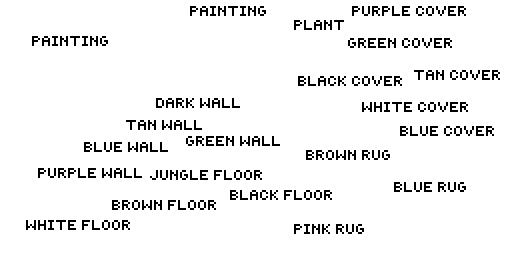 PAINTING
PURPLE COVER
PLANT
PAINTING
GREEN COVER
BLACK COVER
TAN COVER
DARK WALL
WHITE COVER
TAN WALL
BLUE COVER
BLUE WALL
GREEN WALL
BROWN RUG
PURPLE WALL
JUNGLE FLOOR
BLUE RUG
BLACK FLOOR
BROWN FLOOR
WHITE FLOOR
PINK RUG